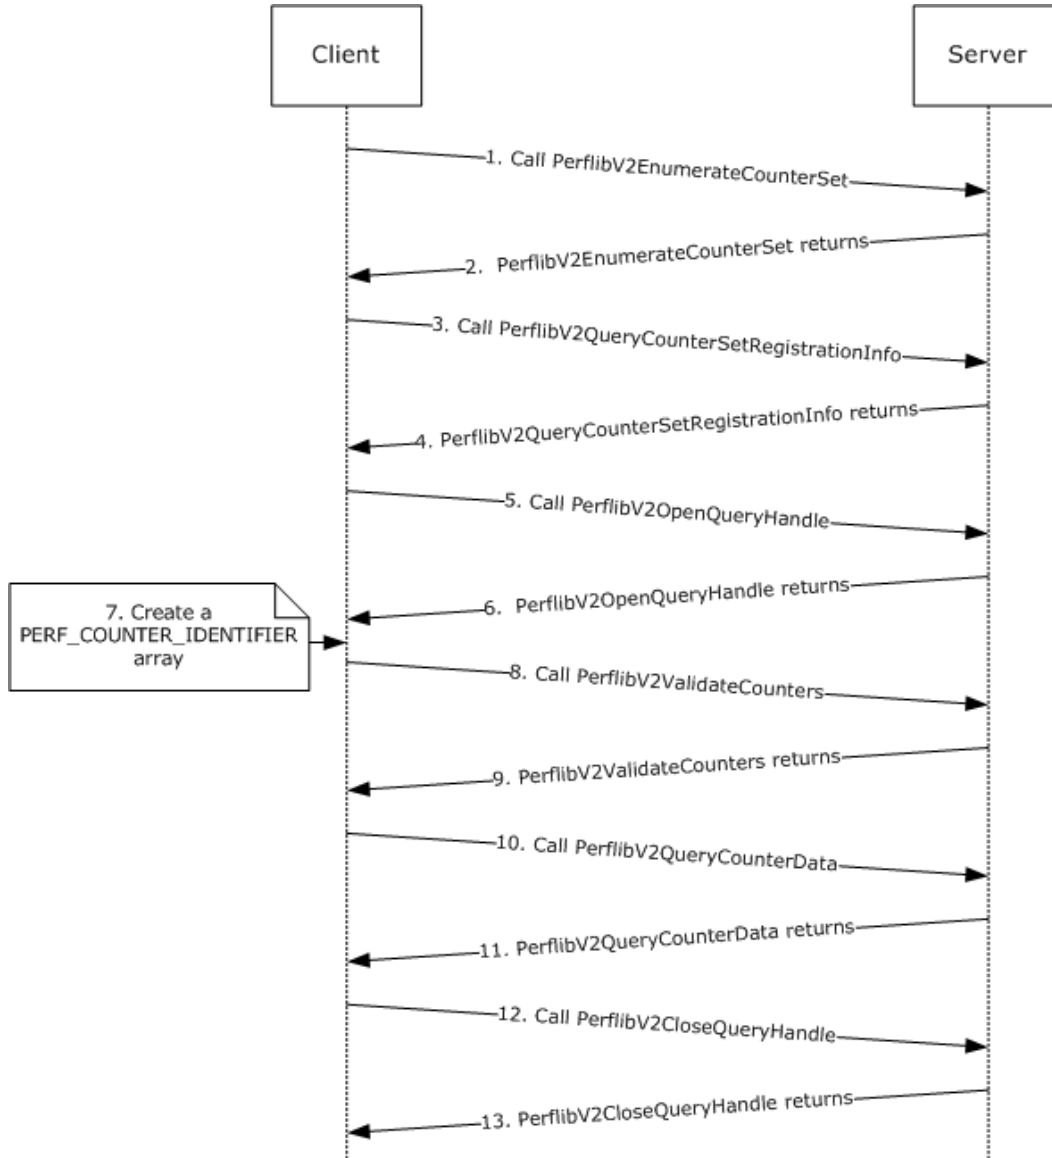 Client
Server
1. Call PerflibV2EnumerateCounterSet
2.  PerflibV2EnumerateCounterSet returns
3. Call PerflibV2QueryCounterSetRegistrationInfo
4. PerflibV2QueryCounterSetRegistrationInfo returns
5. Call PerflibV2OpenQueryHandle
6.  PerflibV2OpenQueryHandle returns
7. Create a
PERF_COUNTER_IDENTIFIER
array
8. Call PerflibV2ValidateCounters
9. PerflibV2ValidateCounters returns
10. Call PerflibV2QueryCounterData
11. PerflibV2QueryCounterData returns
12. Call PerflibV2CloseQueryHandle
13. PerflibV2CloseQueryHandle returns